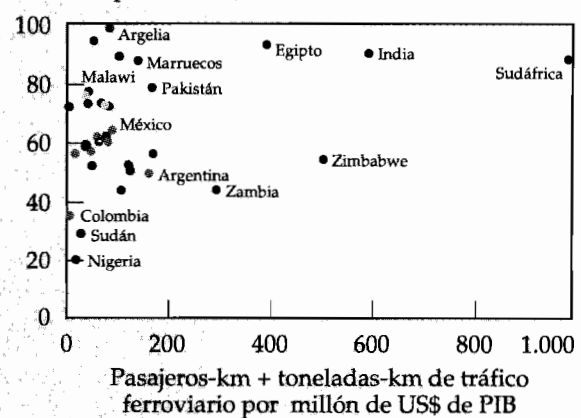 100
80
60
40
20
0
Argelia
Egipto
India
Marruecos
Sudáfrica
Malawi
Pakistán
México
Zimbabwe
Argentina
Zambia
Colombia
Sudán
Nigeria
0 200 400 600 800 1.000
Pasajeros-km + toneladas-km de tráfico
ferroviario por millón de US$ de PIB